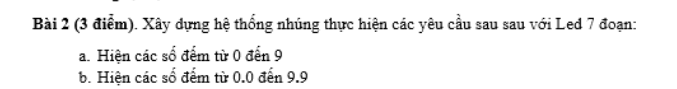 Bài 2 (3 điểm). Xây dựng hệ thống nhúng thực hiện các yêu cầu sau sau với Led 7 đoạn:
a. Hiện các số đếm từ 0 đến 9
b. Hiện các số đếm từ 0.0 đến 9.9